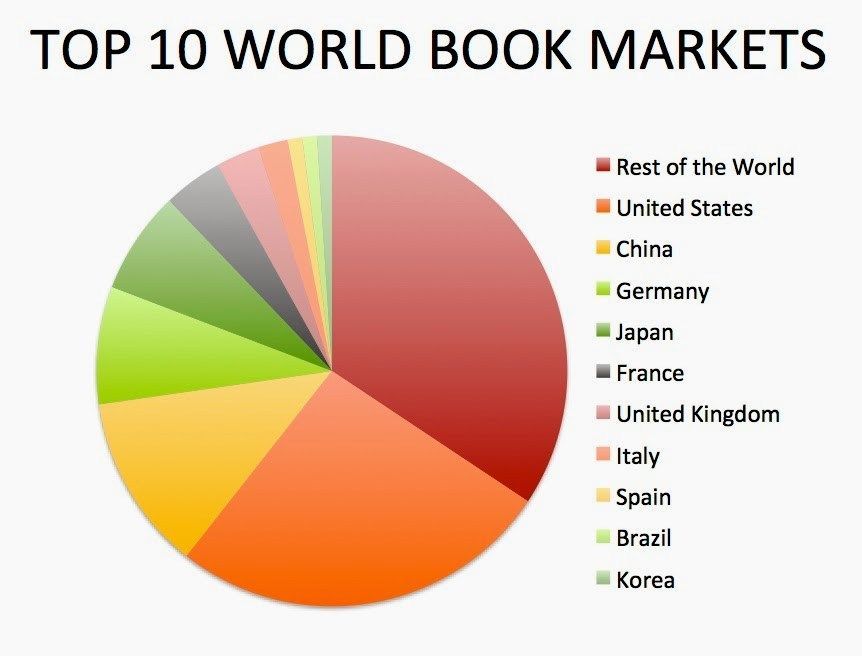 TOP 10 WORLD BOOK MARKETS
Rest of the World
United States
China
Germany
Japan
France
United Kingdom
Italy
Spain
Brazil
Korea